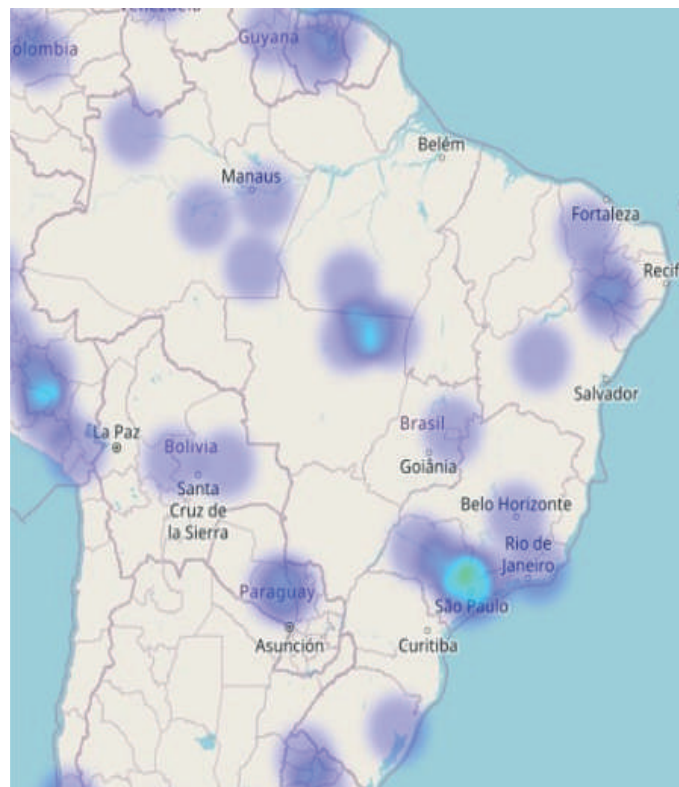 olombia
Guyana
Belém
Manaus
Fortaleza
Recif
Salvador
La Paz
Bolivia
Brasil
Goiânia
Santa
Cruz de
la Sierra
Belo Horizonte
Rio de
Janeiro
Paraguay
São Paulo
Asunción
Curitiba